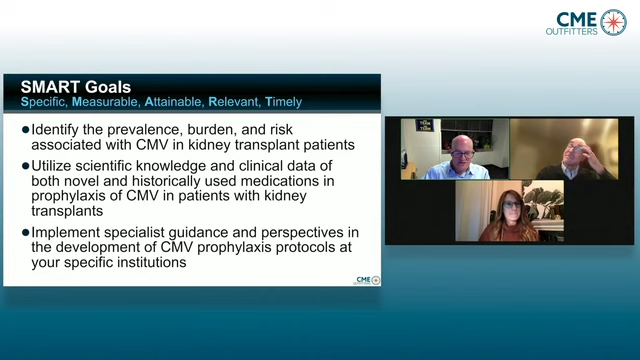 CME
OUTFITTERS
SMART Goals
Specific, Measurable, Attainable, Relevant, Timely
●Identify the prevalence, burden, and risk
associated with CMV in kidney transplant patients
●Utilize scientific knowledge and clinical data of
both novel and historically used medications in
prophylaxis of CMV in patients with kidney
transplants
●Implement specialist guidance and perspectives in
the development of CMV prophylaxis protocols at
your specific institutions
CME
OUTFITTERS